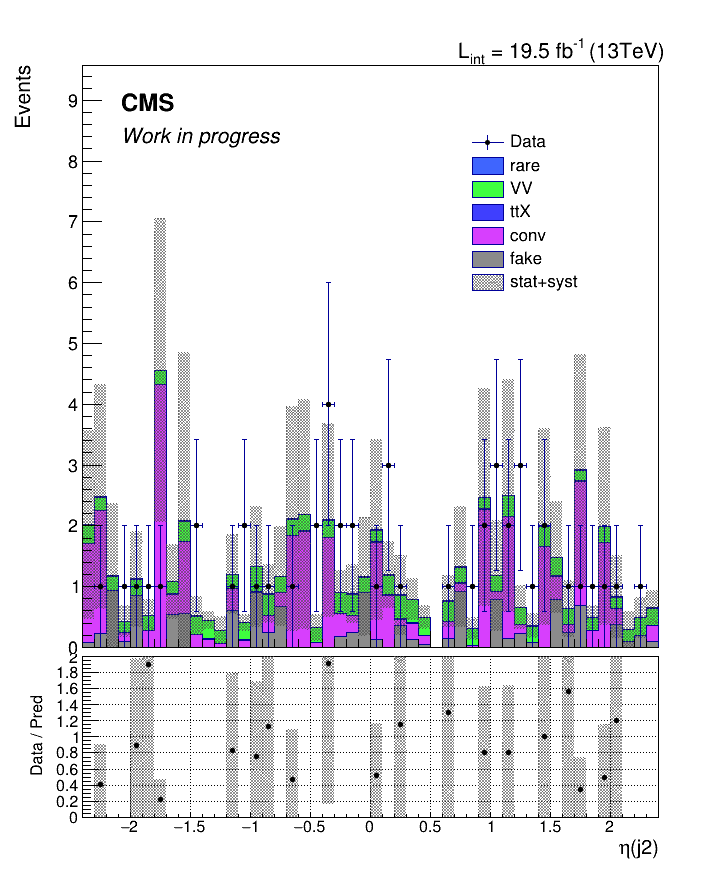 L_int = 19.5 fb^-1 (13TeV)
Events
CMS
Work in progress
Data
rare
VV
ttX
conv
fake
stat+syst
9
8
7
6
5
4
3
2
1
0
Data / Pred
2
1.8
1.6
1.4
1.2
1
0.8
0.6
0.4
0.2
0
−2 −1.5 −1 −0.5 0 0.5 1 1.5 2
η(j2)